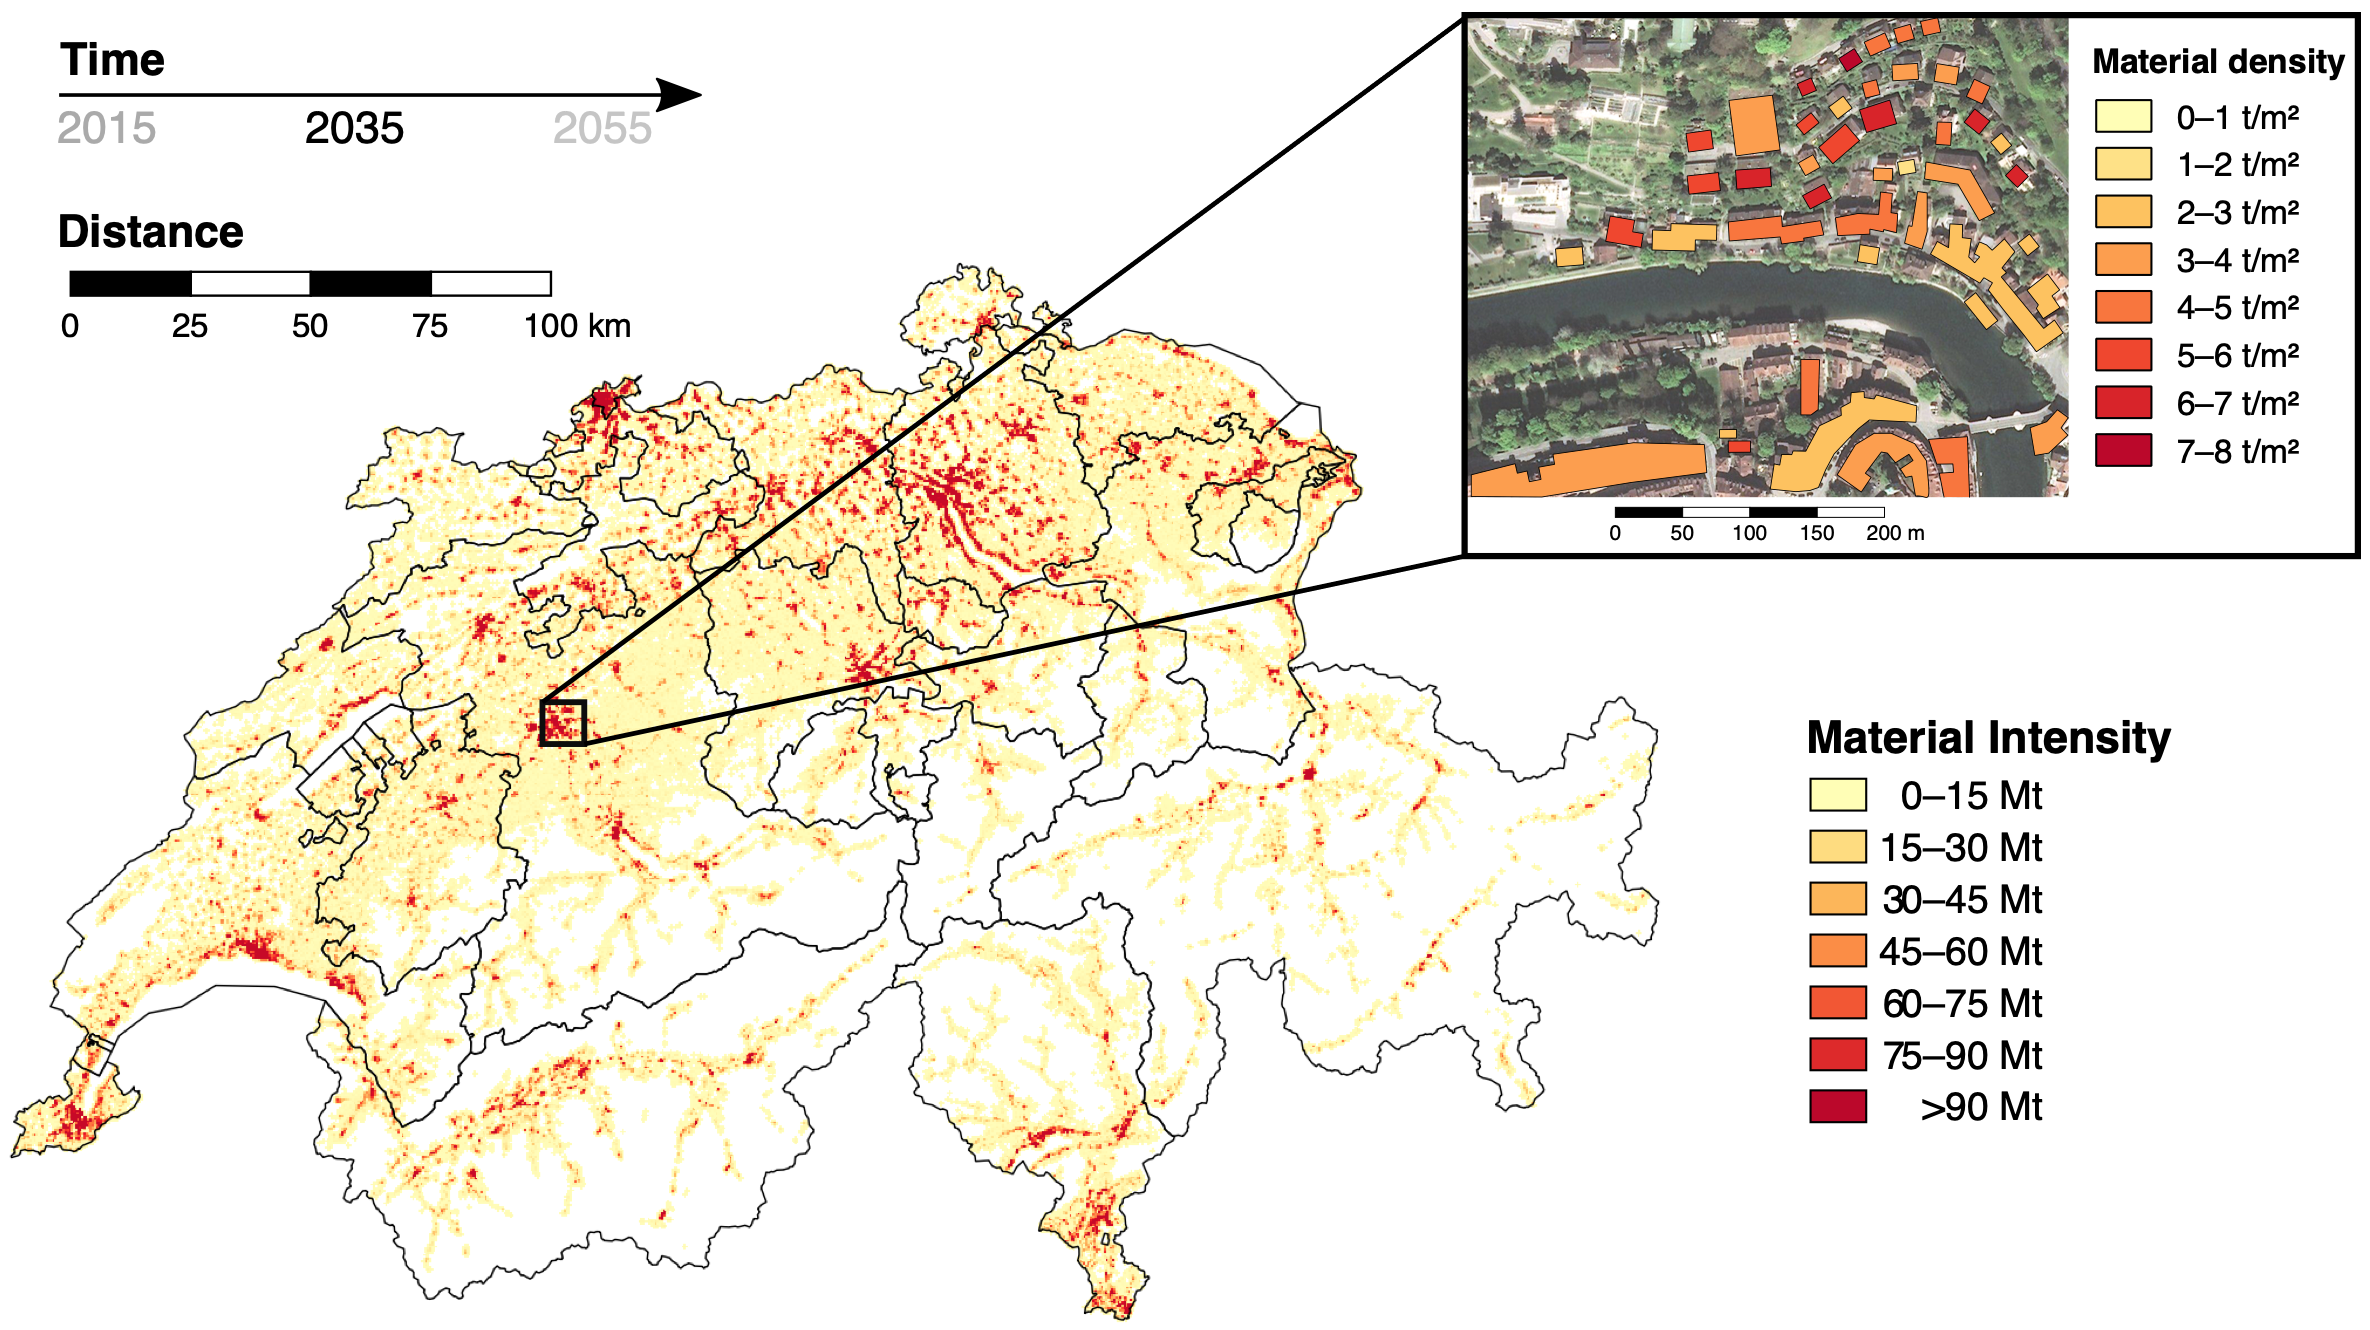 Time
2015 2035 2055
Distance
0 25 50 75 100 km
Material density
0–1 t/m²
1–2 t/m²
2–3 t/m²
3–4 t/m²
4–5 t/m²
5–6 t/m²
6–7 t/m²
7–8 t/m²
0 50 100 150 200 m
Material Intensity
0–15 Mt
15–30 Mt
30–45 Mt
45–60 Mt
60–75 Mt
75–90 Mt
>90 Mt